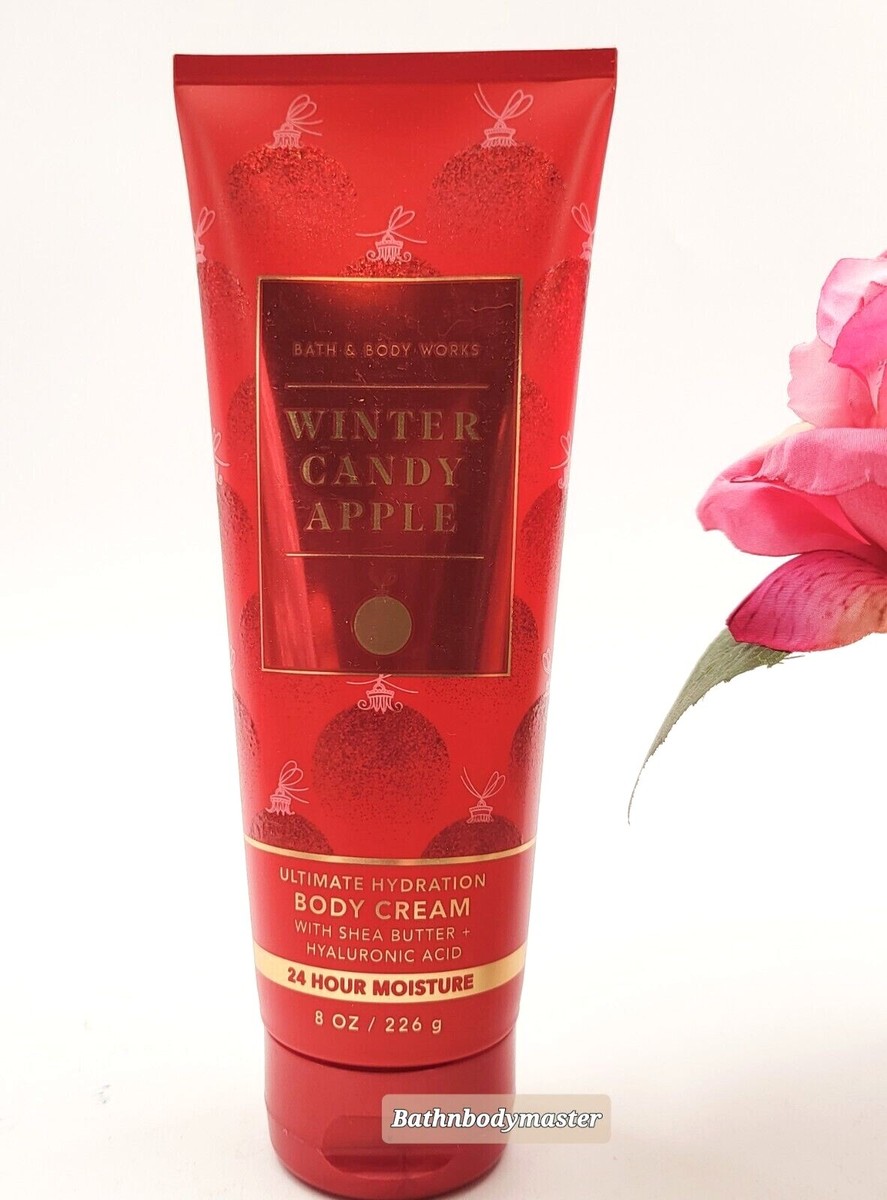 BATH & BODY WORKS
WINTER
CANDY
APPLE
ULTIMATE HYDRATION
BODY CREAM
WITH SHEA BUTTER +
HYALURONIC ACID
24 HOUR MOISTURE
8 OZ / 226 g
Bathnbodymaster